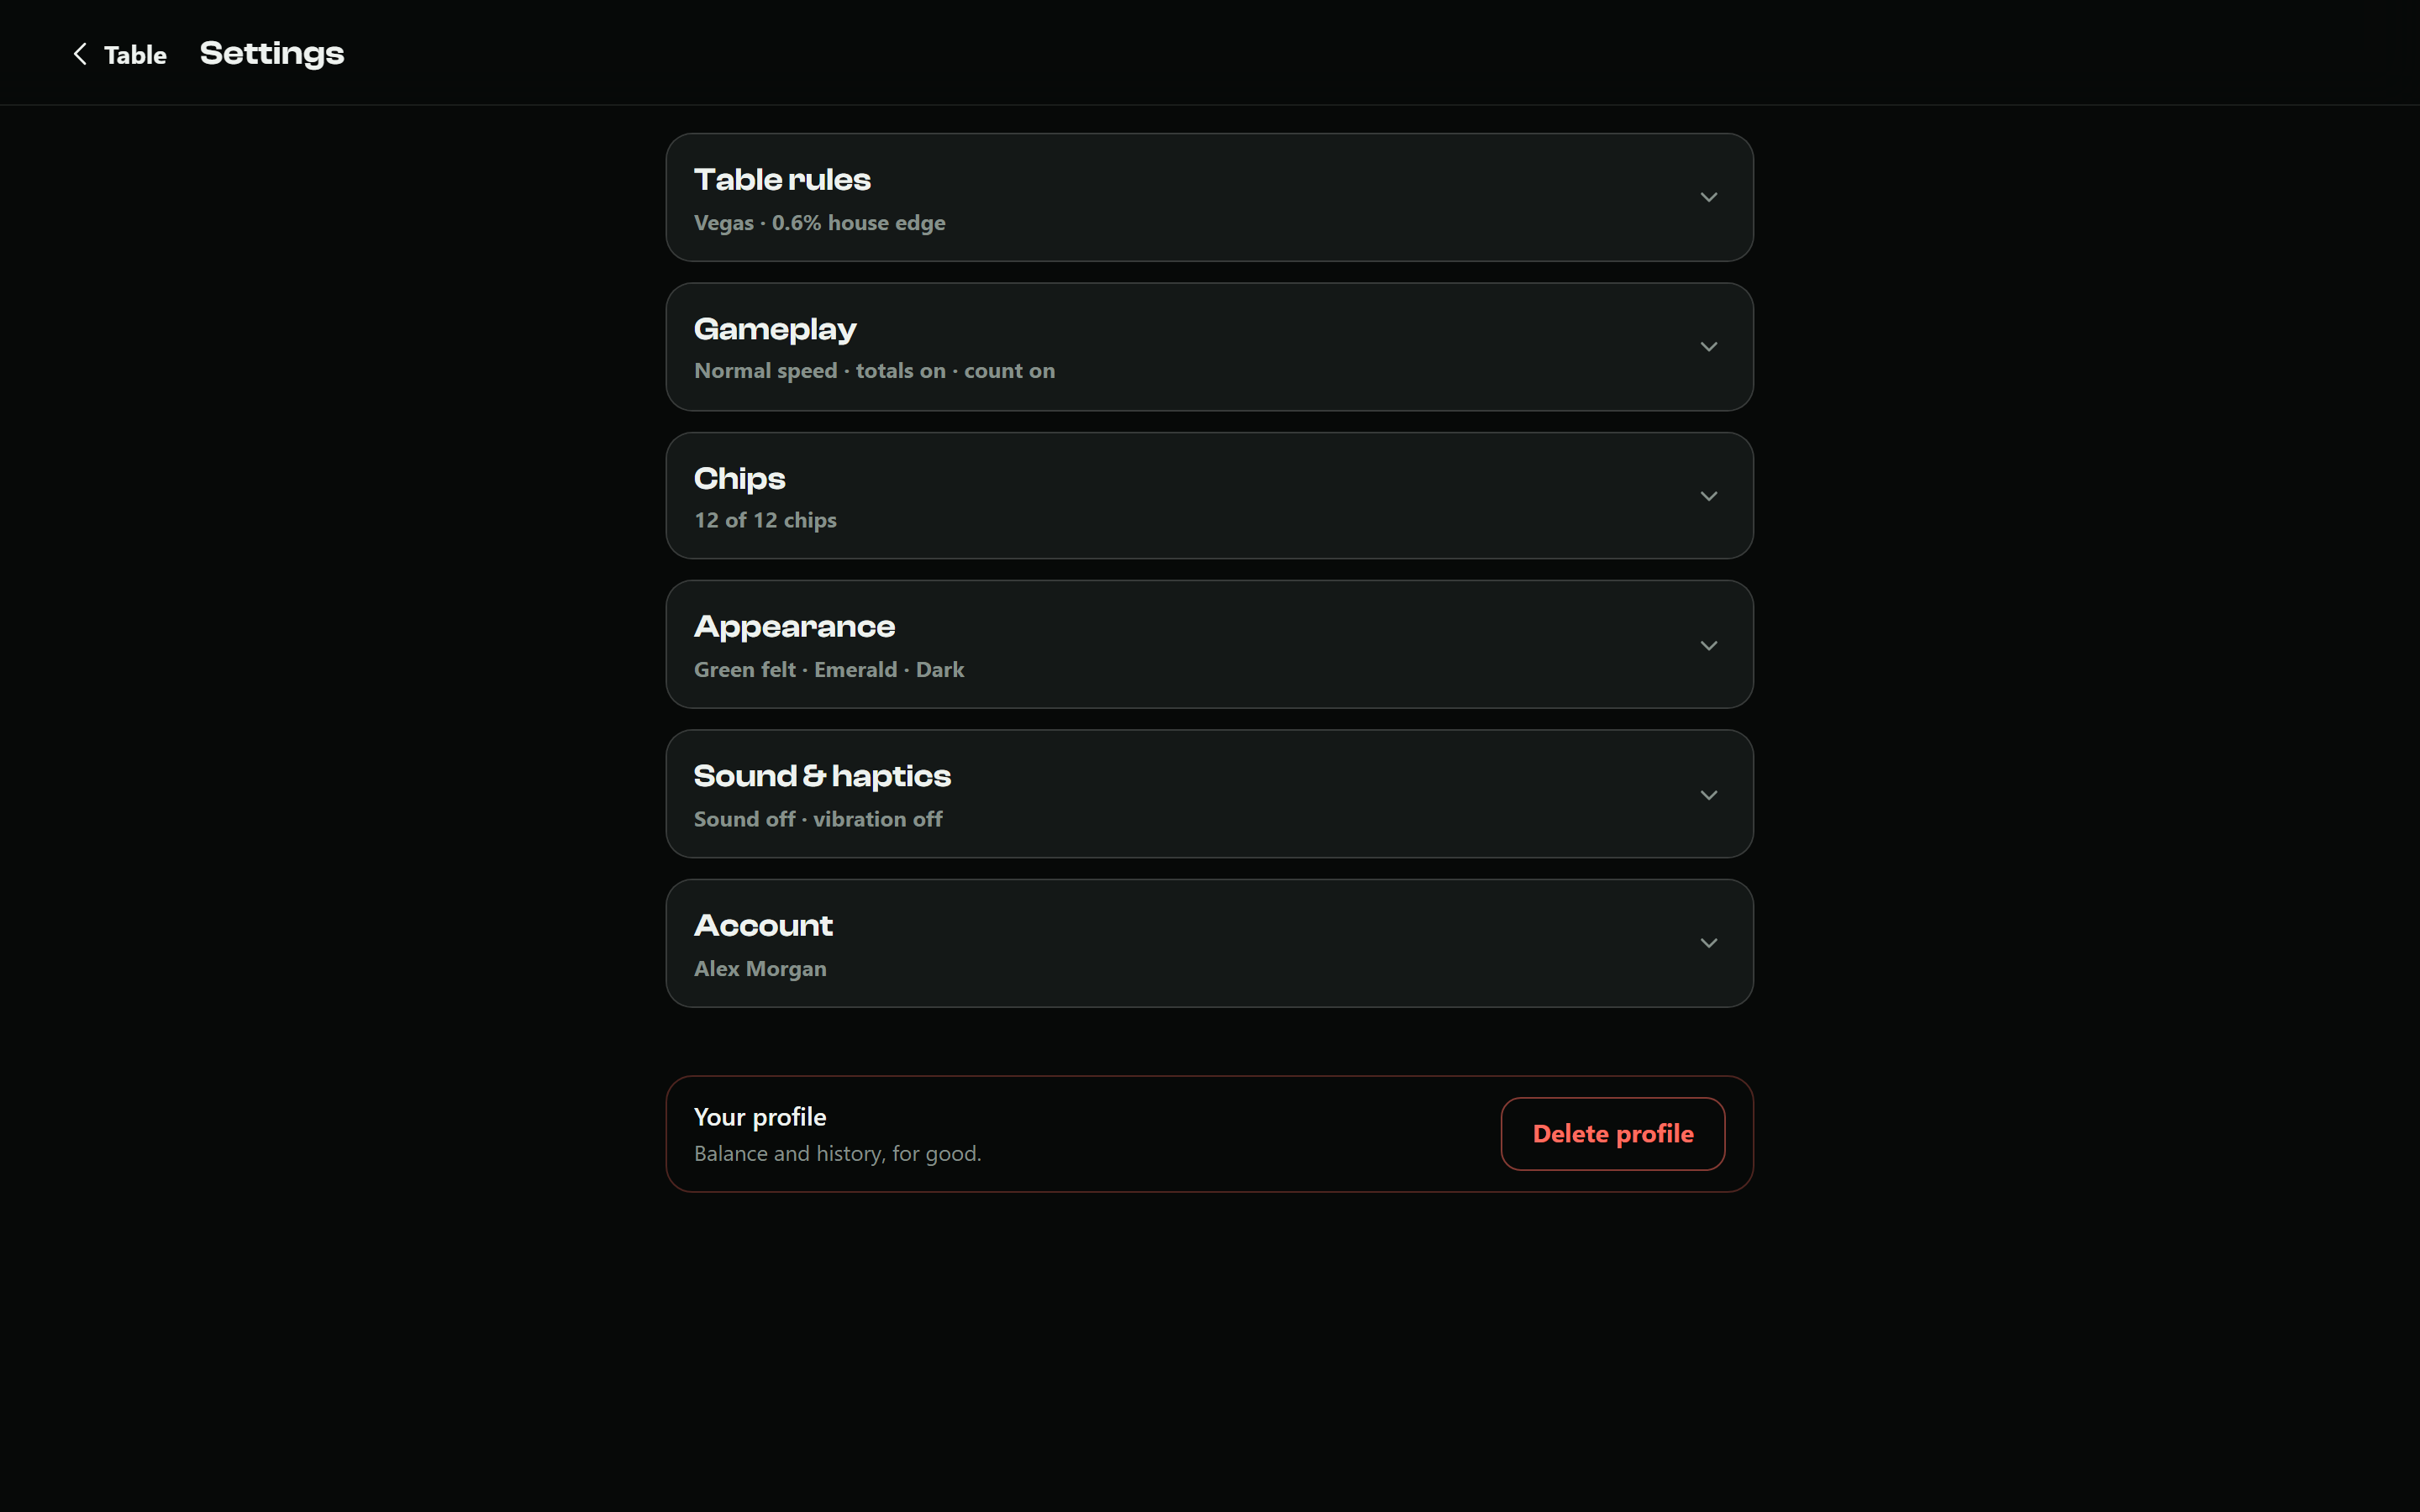 Table Settings
Table rules
Vegas · 0.6% house edge
Gameplay
Normal speed · totals on · count on
Chips
12 of 12 chips
Appearance
Green felt · Emerald · Dark
Sound & haptics
Sound off · vibration off
Account
Alex Morgan
Your profile
Balance and history, for good.
Delete profile